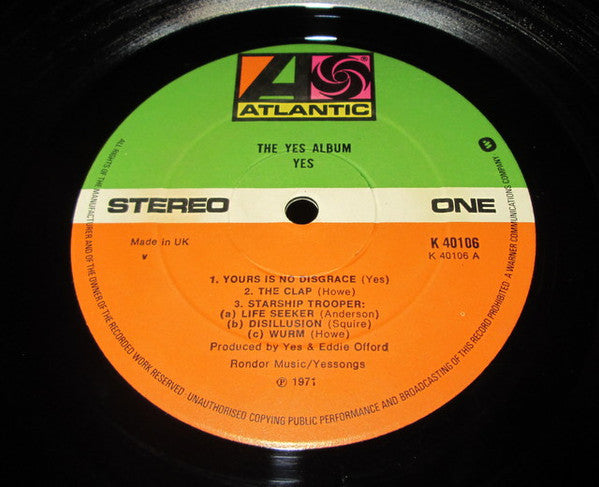 ATLANTIC
®
THE YES ALBUM
YES
STEREO
ONE
Made in UK
K 40106
K 40106 A
1. YOURS IS NO DISGRACE (Yes)
2. THE CLAP (Howe)
3. STARSHIP TROOPER:
(a) LIFE SEEKER (Anderson)
(b) DISILLUSION (Squire)
(c) WURM (Howe)
Produced by Yes & Eddie Offord
Rondor Music/Yessongs
℗ 1971
ALL RIGHTS OF THE MANUFACTURER AND OF THE OWNER OF THE RECORDED WORK RESERVED. UNAUTHORISED COPYING PUBLIC PERFORMANCE AND BROADCASTING OF THIS RECORD PROHIBITED. A WARNER COMMUNICATIONS COMPANY